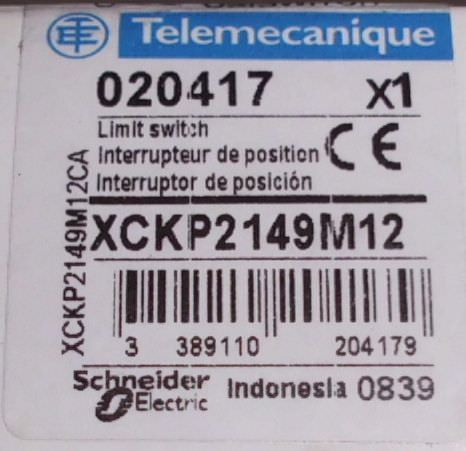 Telemecanique
020417 x1
Limit switch
Interrupteur de position
Interruptor de posición
CE
XCKP2149M12CA
XCKP2149M12
3 389110 204179
Schneider
Electric
Indonesia 0839